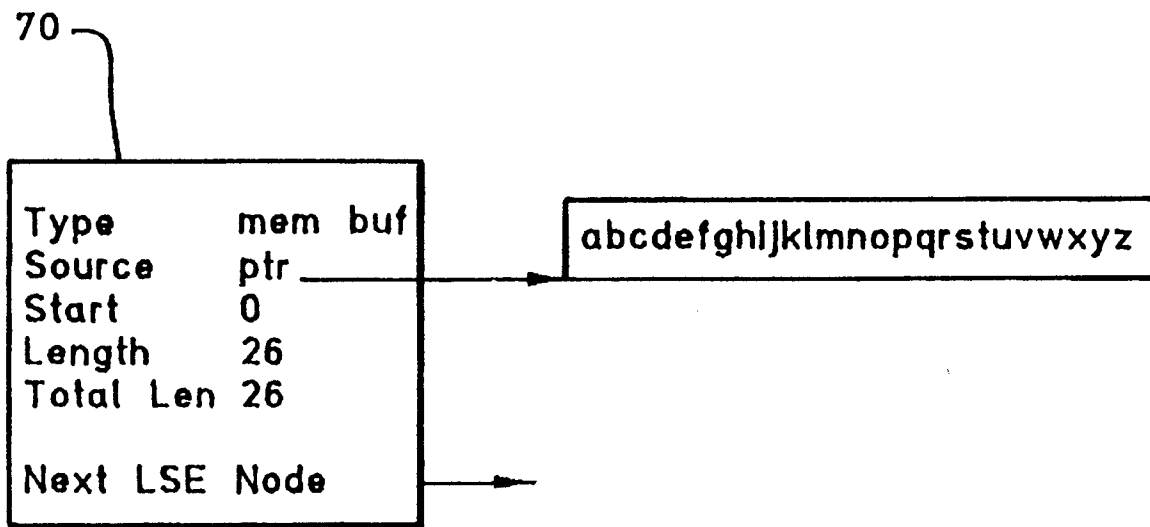 70
Type mem buf
Source ptr
Start 0
Length 26
Total Len 26
Next LSE Node
abcdefghijklmnopqrstuvwxyz